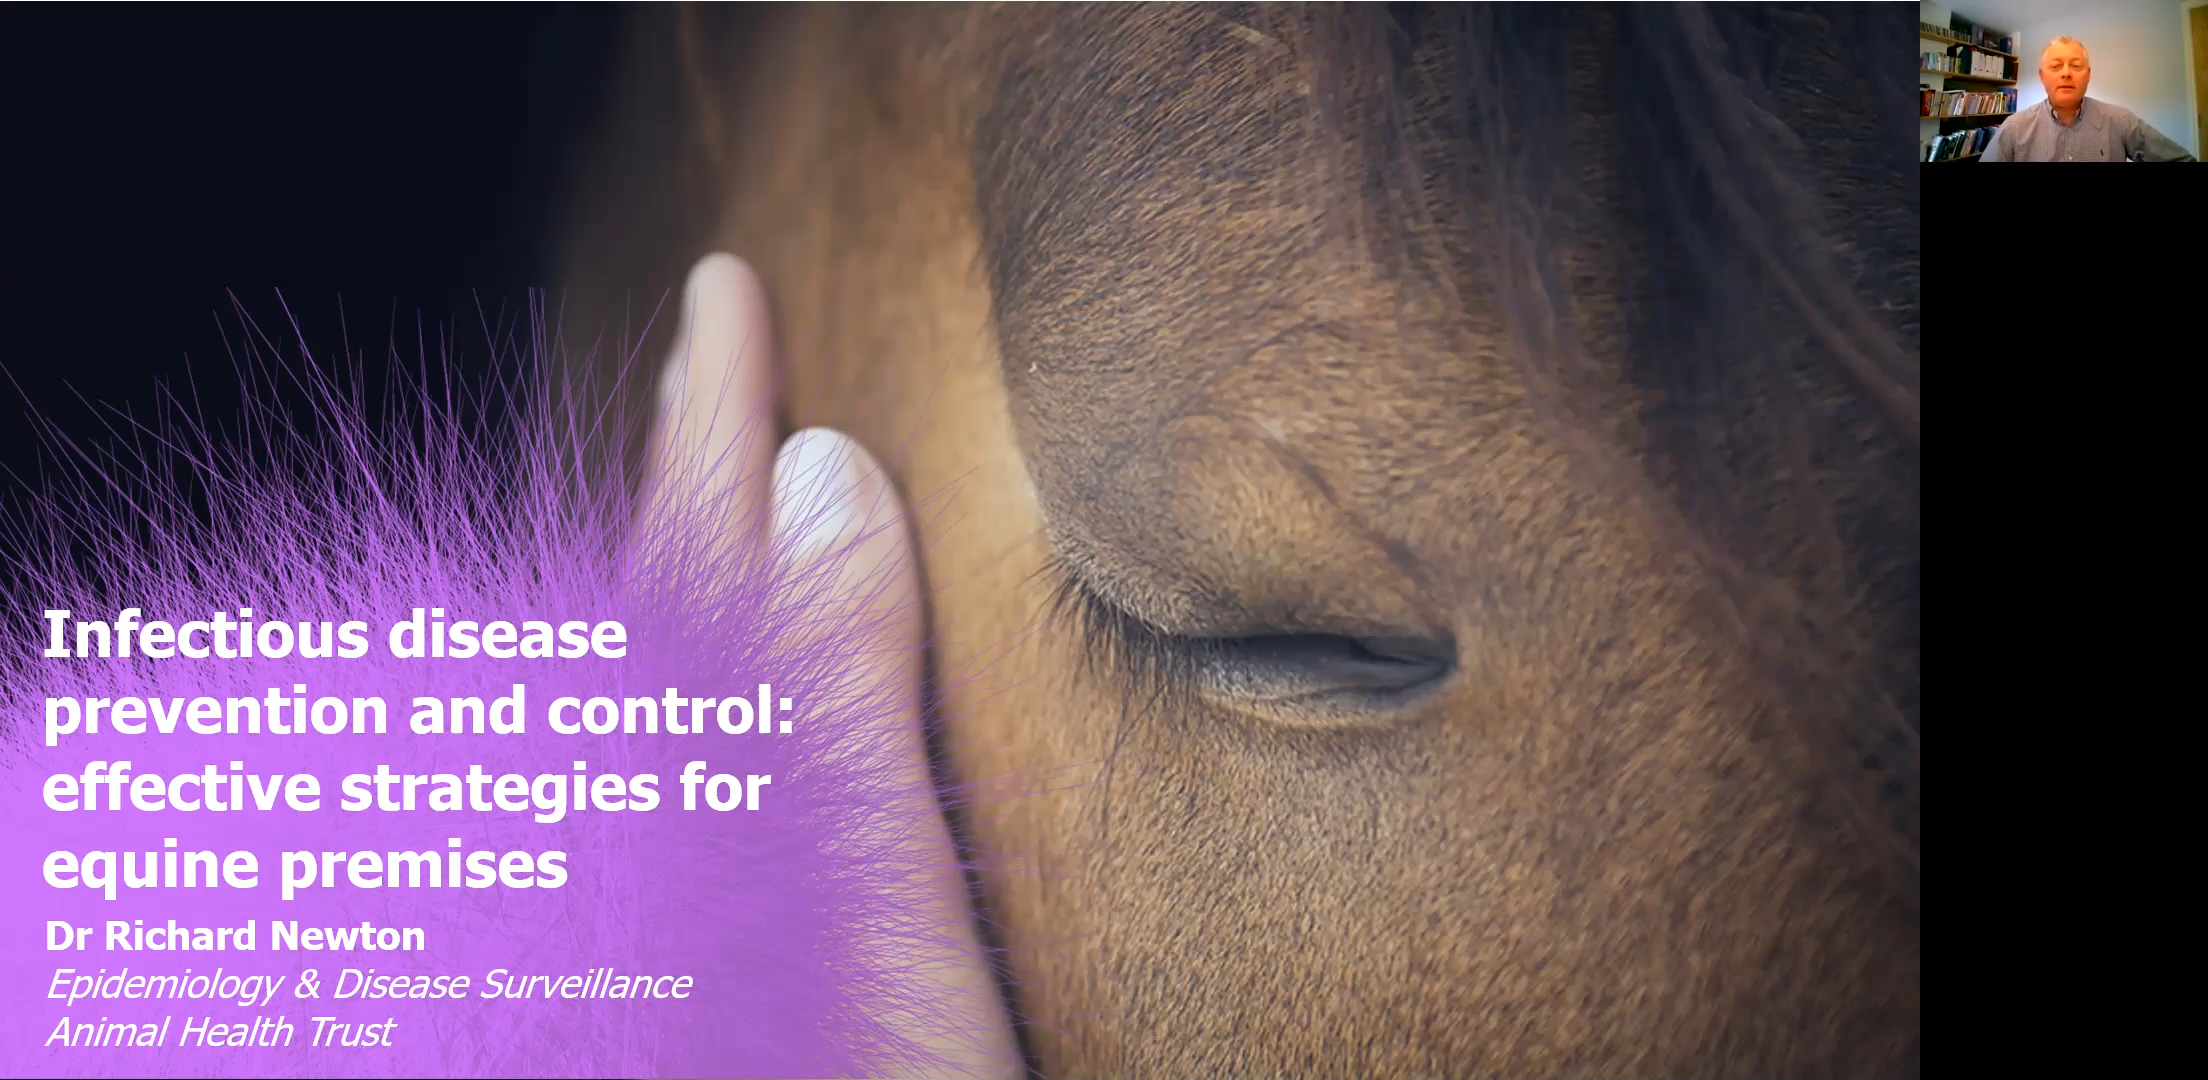 Infectious disease
prevention and control:
effective strategies for
equine premises
Dr Richard Newton
Epidemiology & Disease Surveillance
Animal Health Trust